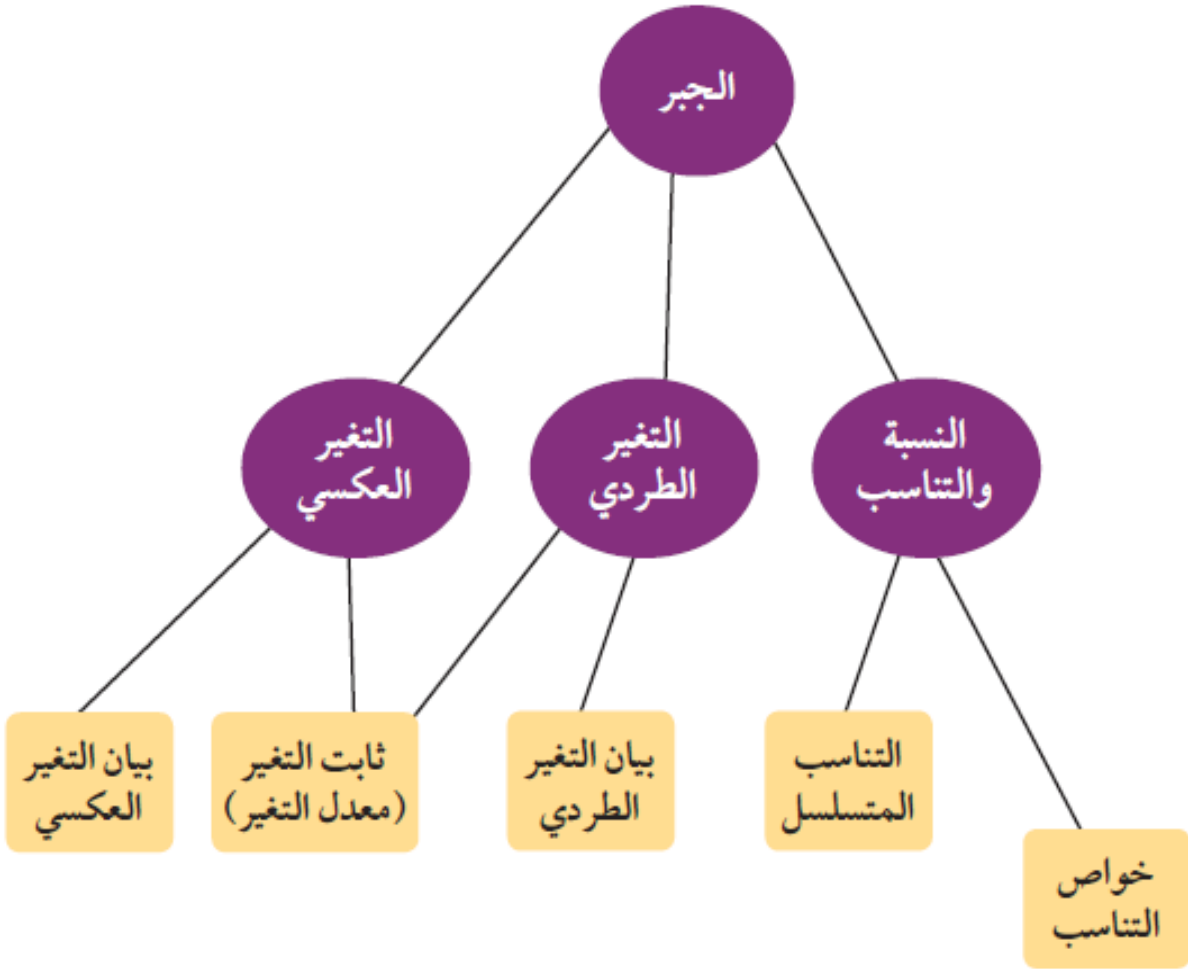 الجبر
النسبة
والتناسب
التغير
الطردي
التغير
العكسي
التناسب
المتسلسل
بيان التغير
الطردي
ثابت التغير
(معدل التغير)
بيان التغير
العكسي
خواص
التناسب